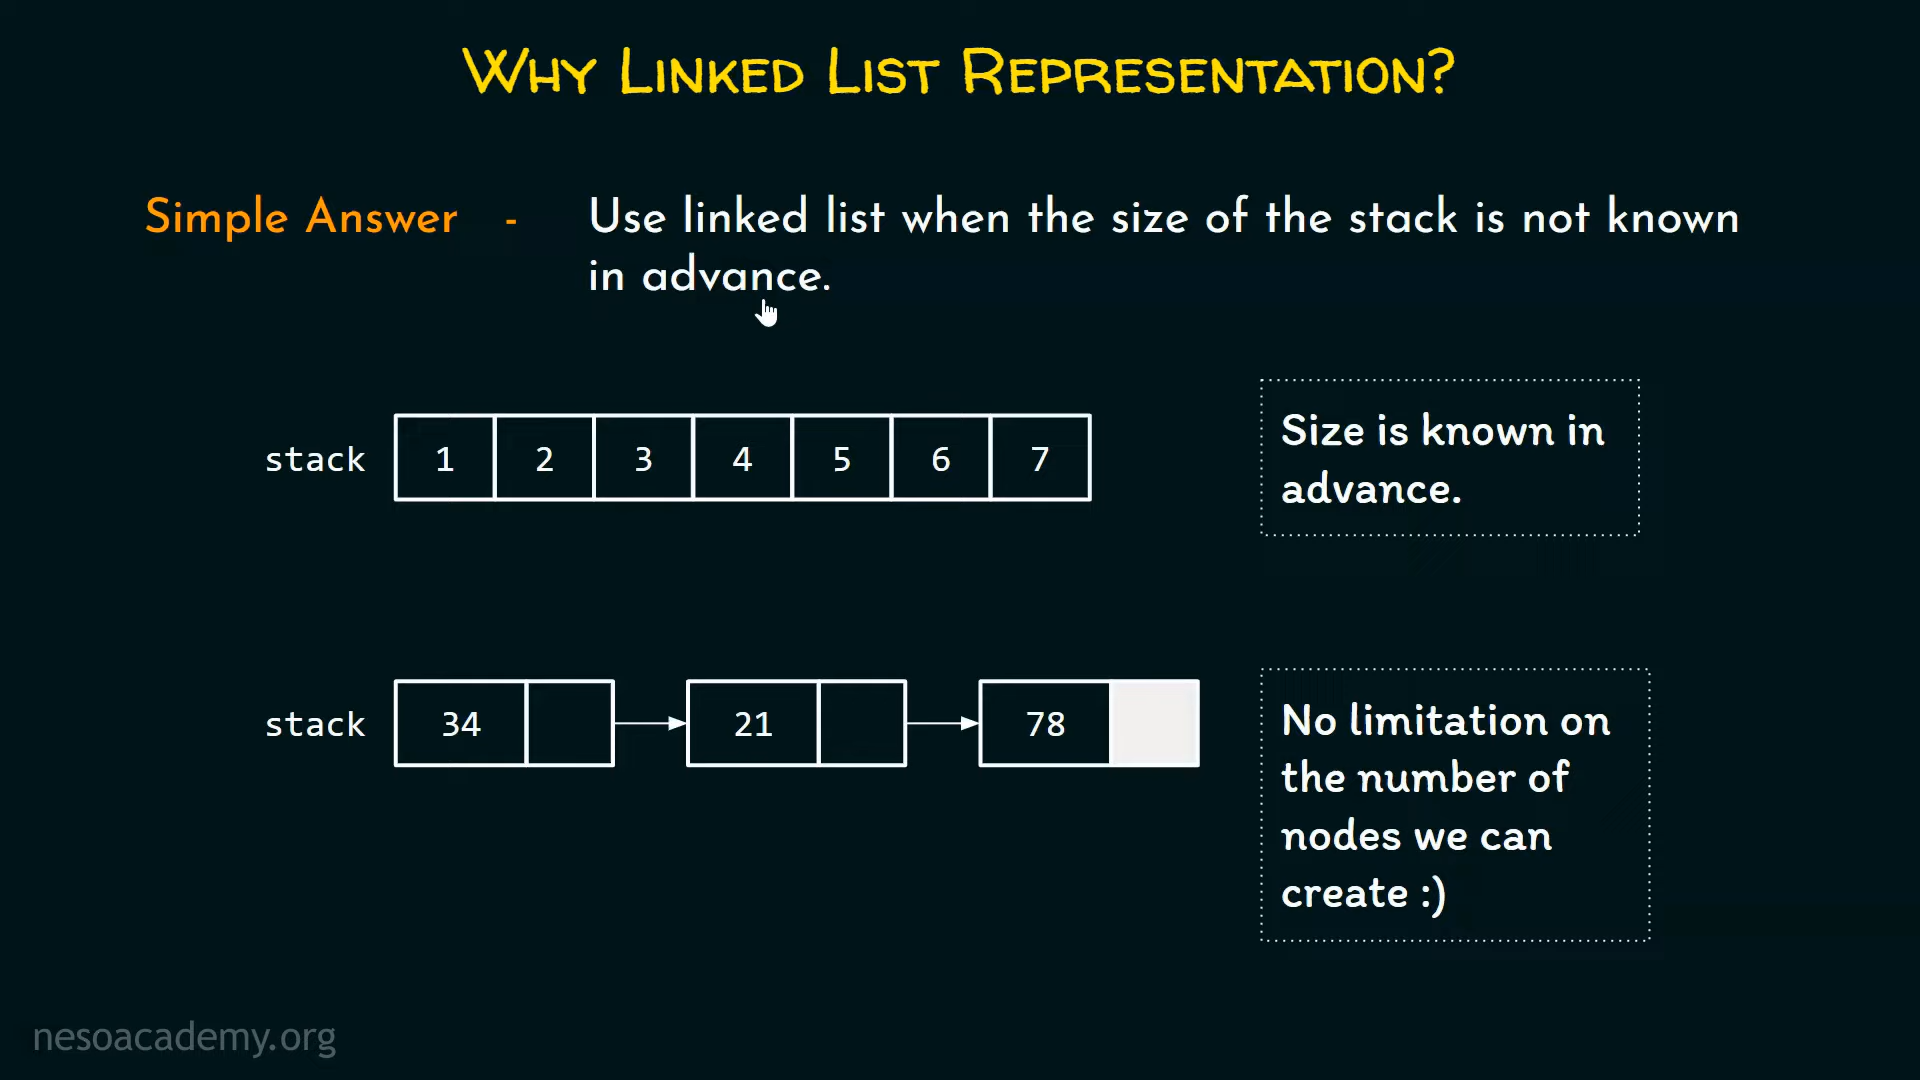 WHY LINKED LIST REPRESENTATION?
Simple Answer - Use linked list when the size of the stack is not known
in advance.
stack 1 2 3 4 5 6 7
Size is known in
advance.
stack 34 21 78
No limitation on
the number of
nodes we can
create :)
nesoacademy.org